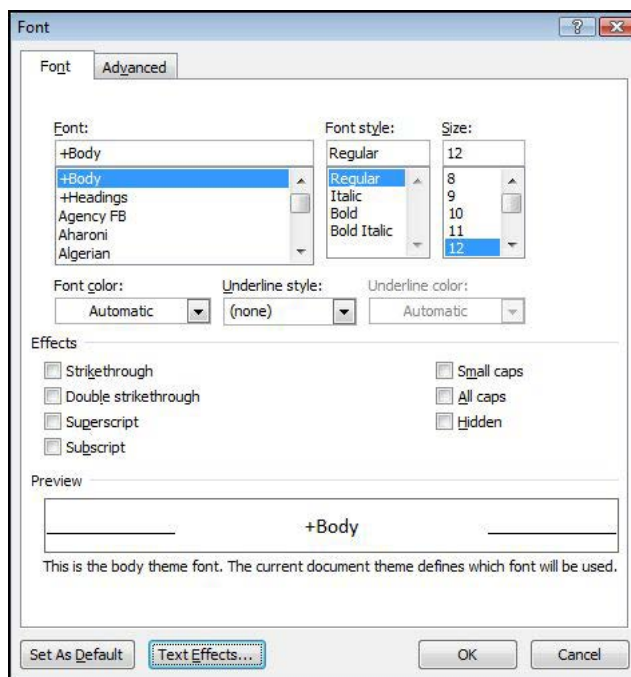 Font
Font Advanced
Font: Font style: Size:
+Body Regular 12
+Body Regular 8
+Headings Italic 9
Agency FB Bold 10
Aharoni Bold Italic 11
Algerian 12
Font color: Underline style: Underline color:
Automatic (none) Automatic
Effects
Strikethrough Small caps
Double strikethrough All caps
Superscript Hidden
Subscript
Preview
+Body
This is the body theme font. The current document theme defines which font will be used.
Set As Default Text Effects... OK Cancel